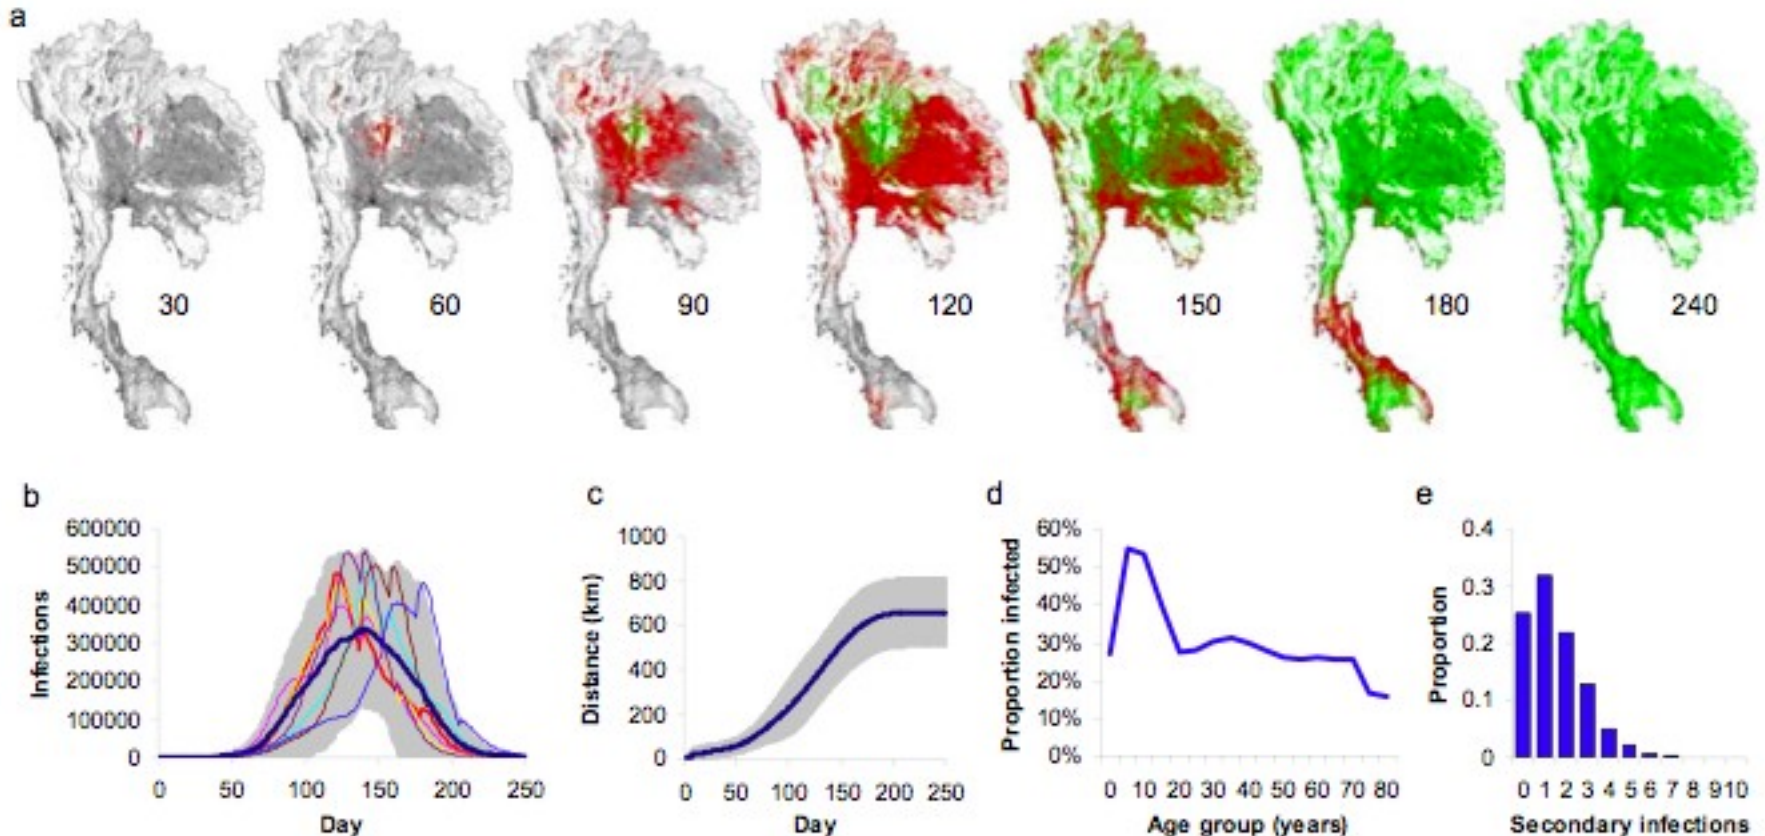 a
30 60 90 120 150 180 240
b
600000
500000
400000
300000
200000
100000
0
Infections
0 50 100 150 200 250
Day
c
1000
800
600
400
200
0
Distance (km)
0 50 100 150 200 250
Day
d
60%
50%
40%
30%
20%
10%
0%
Proportion infected
0 10 20 30 40 50 60 70 80
Age group (years)
e
0.4
0.3
0.2
0.1
0
Proportion
0 1 2 3 4 5 6 7 8 910
Secondary infections